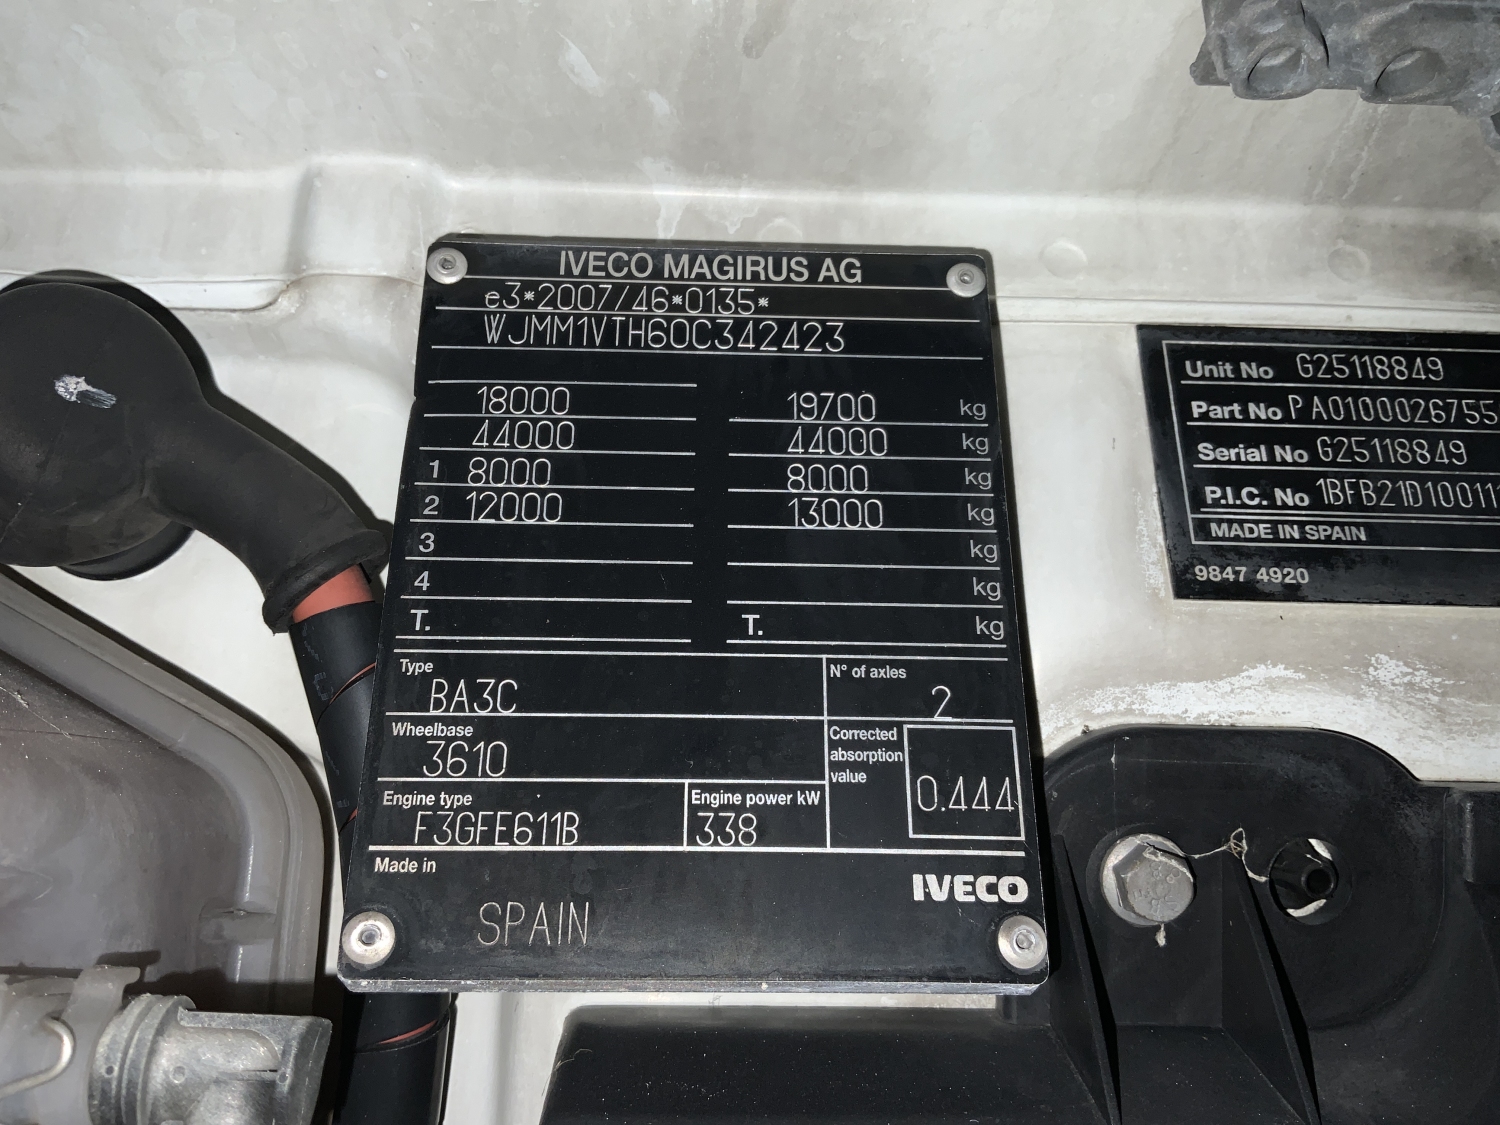 IVECO MAGIRUS AG
e3*2007/46*0135*
WJMM1VTH60C342423
18000 19700 kg
44000 44000 kg
1 8000 8000 kg
2 12000 13000 kg
3 kg
4 kg
T. T. kg
Type N° of axles
BA3C 2
Wheelbase Corrected absorption value
3610 0.444
Engine type Engine power kW
F3GFE611B 338
Made in
IVECO
SPAIN
Unit No G25118849
Part No PA0100026755
Serial No G25118849
P.I.C. No 1BFB21D10011
MADE IN SPAIN
9847 4920